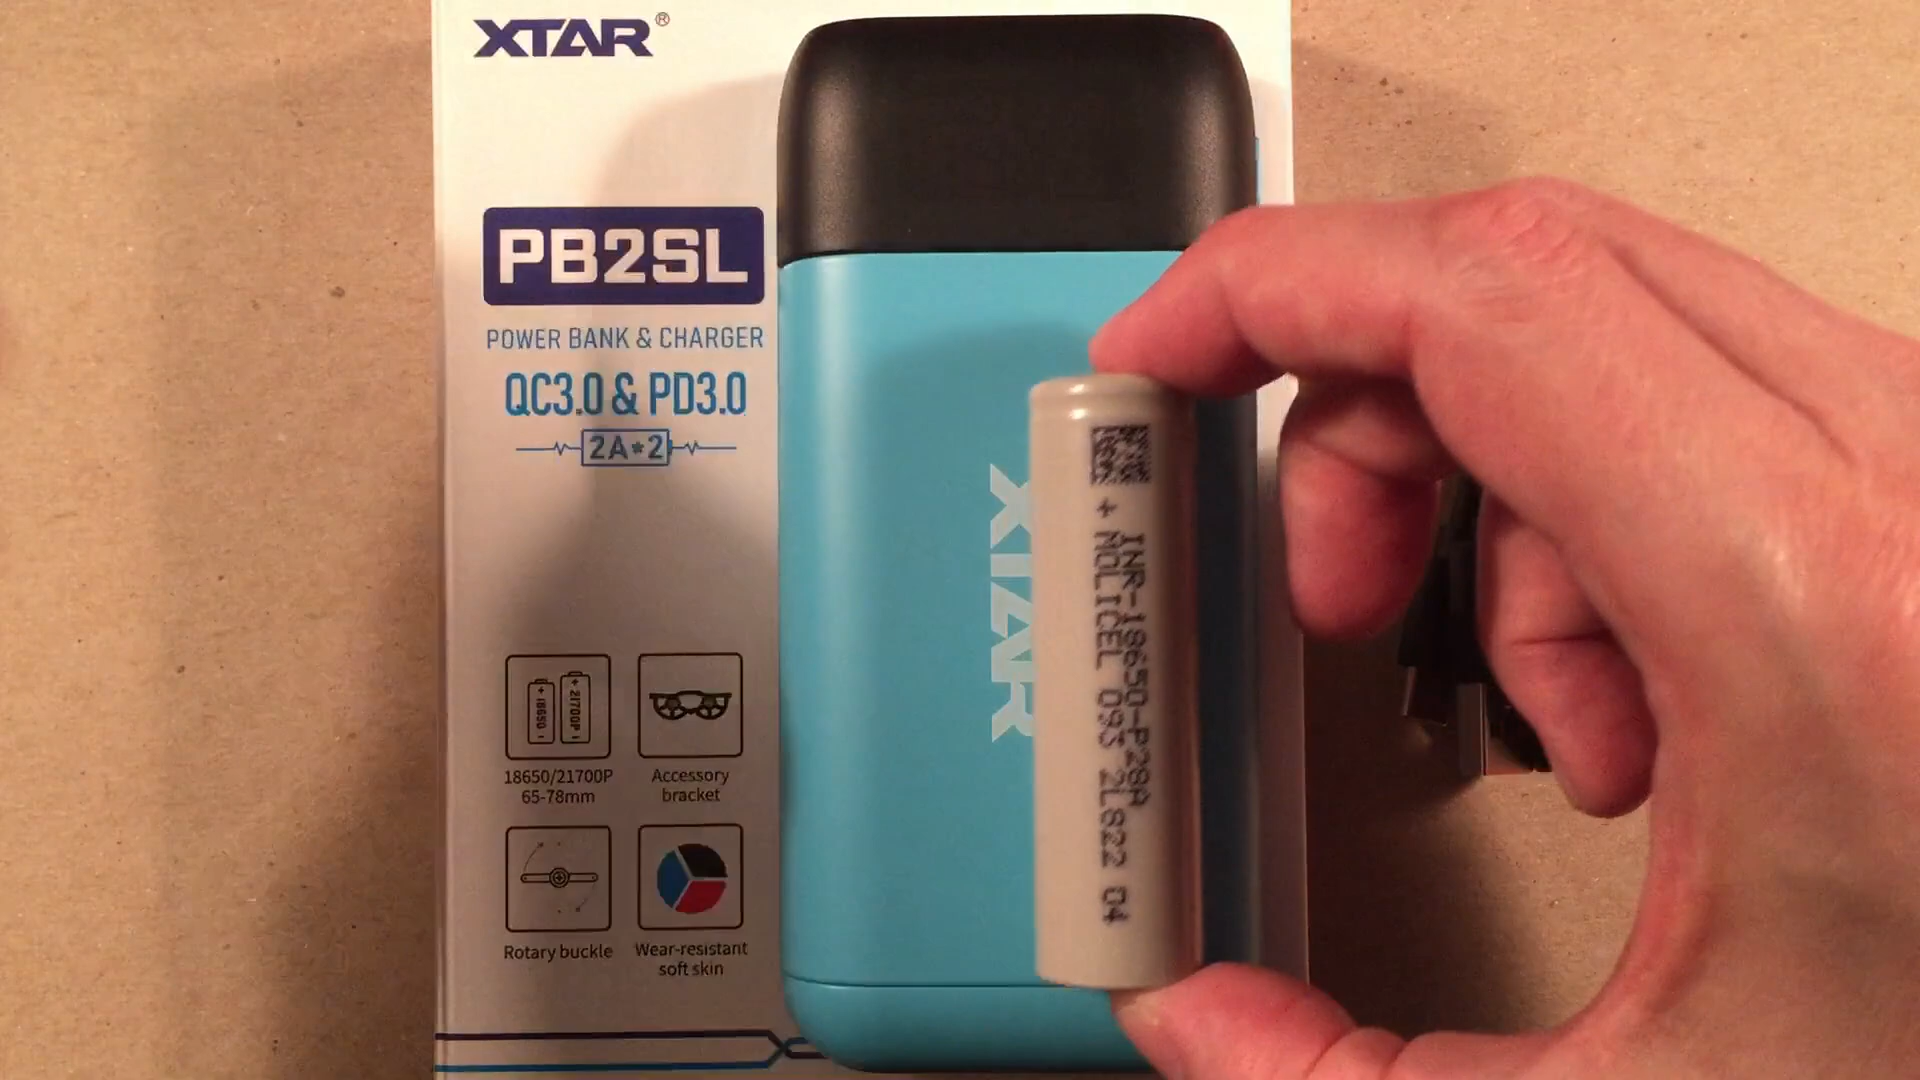 XTAR®
PB2SL
POWER BANK & CHARGER
QC3.0 & PD3.0
2A*2
+ 18650 -
+ 21700P -
18650/21700P
65-78mm
Accessory
bracket
Rotary buckle
Wear-resistant
soft skin
XTAR
INR-18650-P28A
+ MOLICEL 093 2L822 04